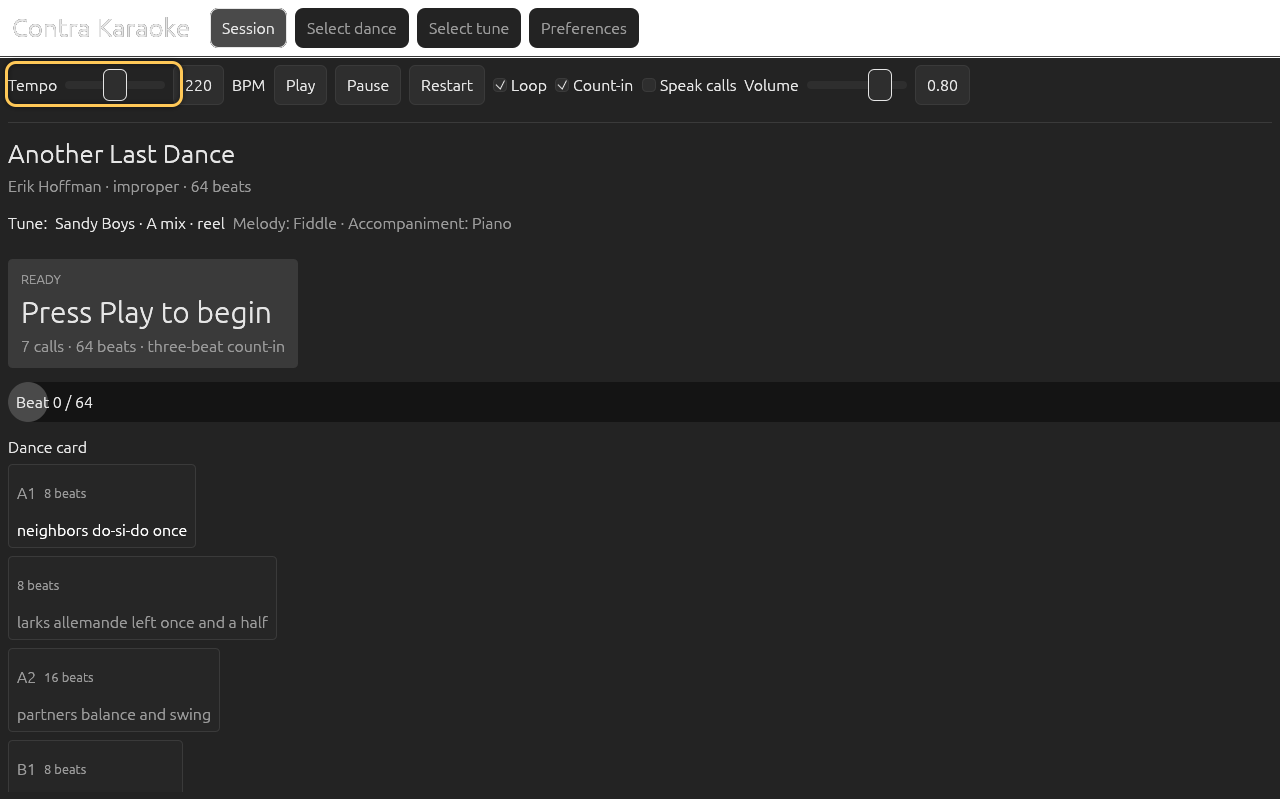 Contra Karaoke Session Select dance Select tune Preferences
Tempo 220 BPM Play Pause Restart Loop Count-in Speak calls Volume 0.80
Another Last Dance
Erik Hoffman · improper · 64 beats
Tune: Sandy Boys · A mix · reel Melody: Fiddle · Accompaniment: Piano
READY
Press Play to begin
7 calls · 64 beats · three-beat count-in
Beat 0 / 64
Dance card
A1 8 beats
neighbors do-si-do once
8 beats
larks allemande left once and a half
A2 16 beats
partners balance and swing
B1 8 beats